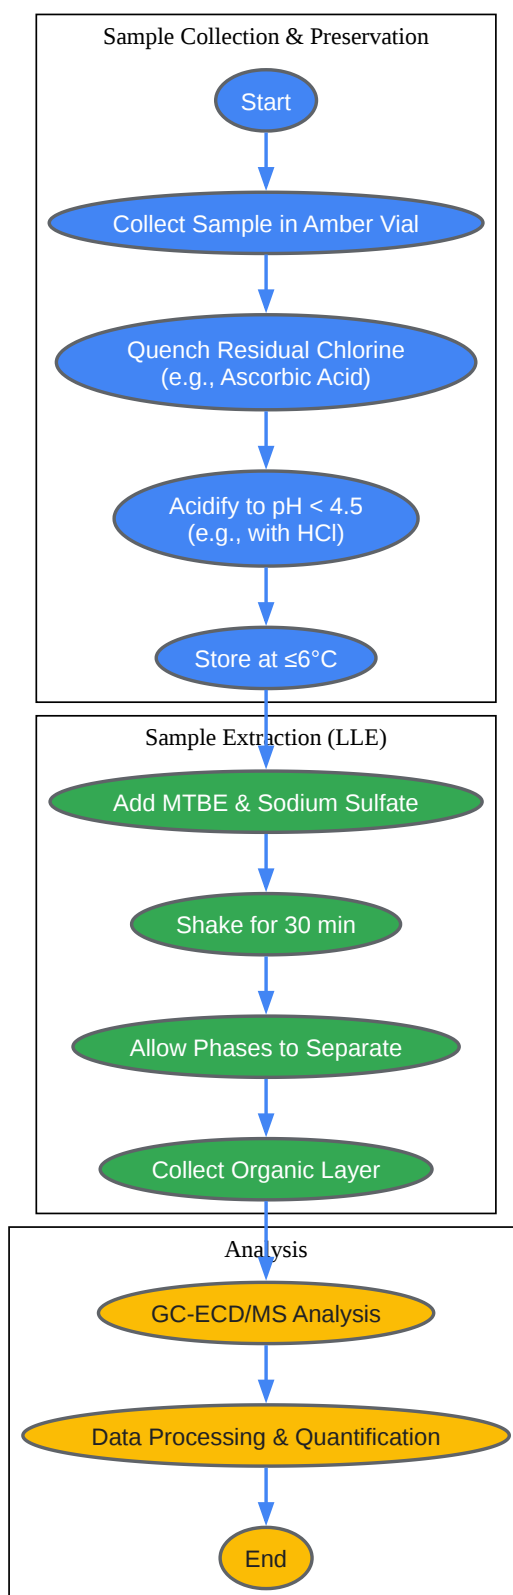 Sample Collection & Preservation
Start
Collect Sample in Amber Vial
Quench Residual Chlorine
(e.g., Ascorbic Acid)
Acidify to pH < 4.5
(e.g., with HCl)
Store at ≤6°C
Sample Extraction (LLE)
Add MTBE & Sodium Sulfate
Shake for 30 min
Allow Phases to Separate
Collect Organic Layer
Analysis
GC-ECD/MS Analysis
Data Processing & Quantification
End